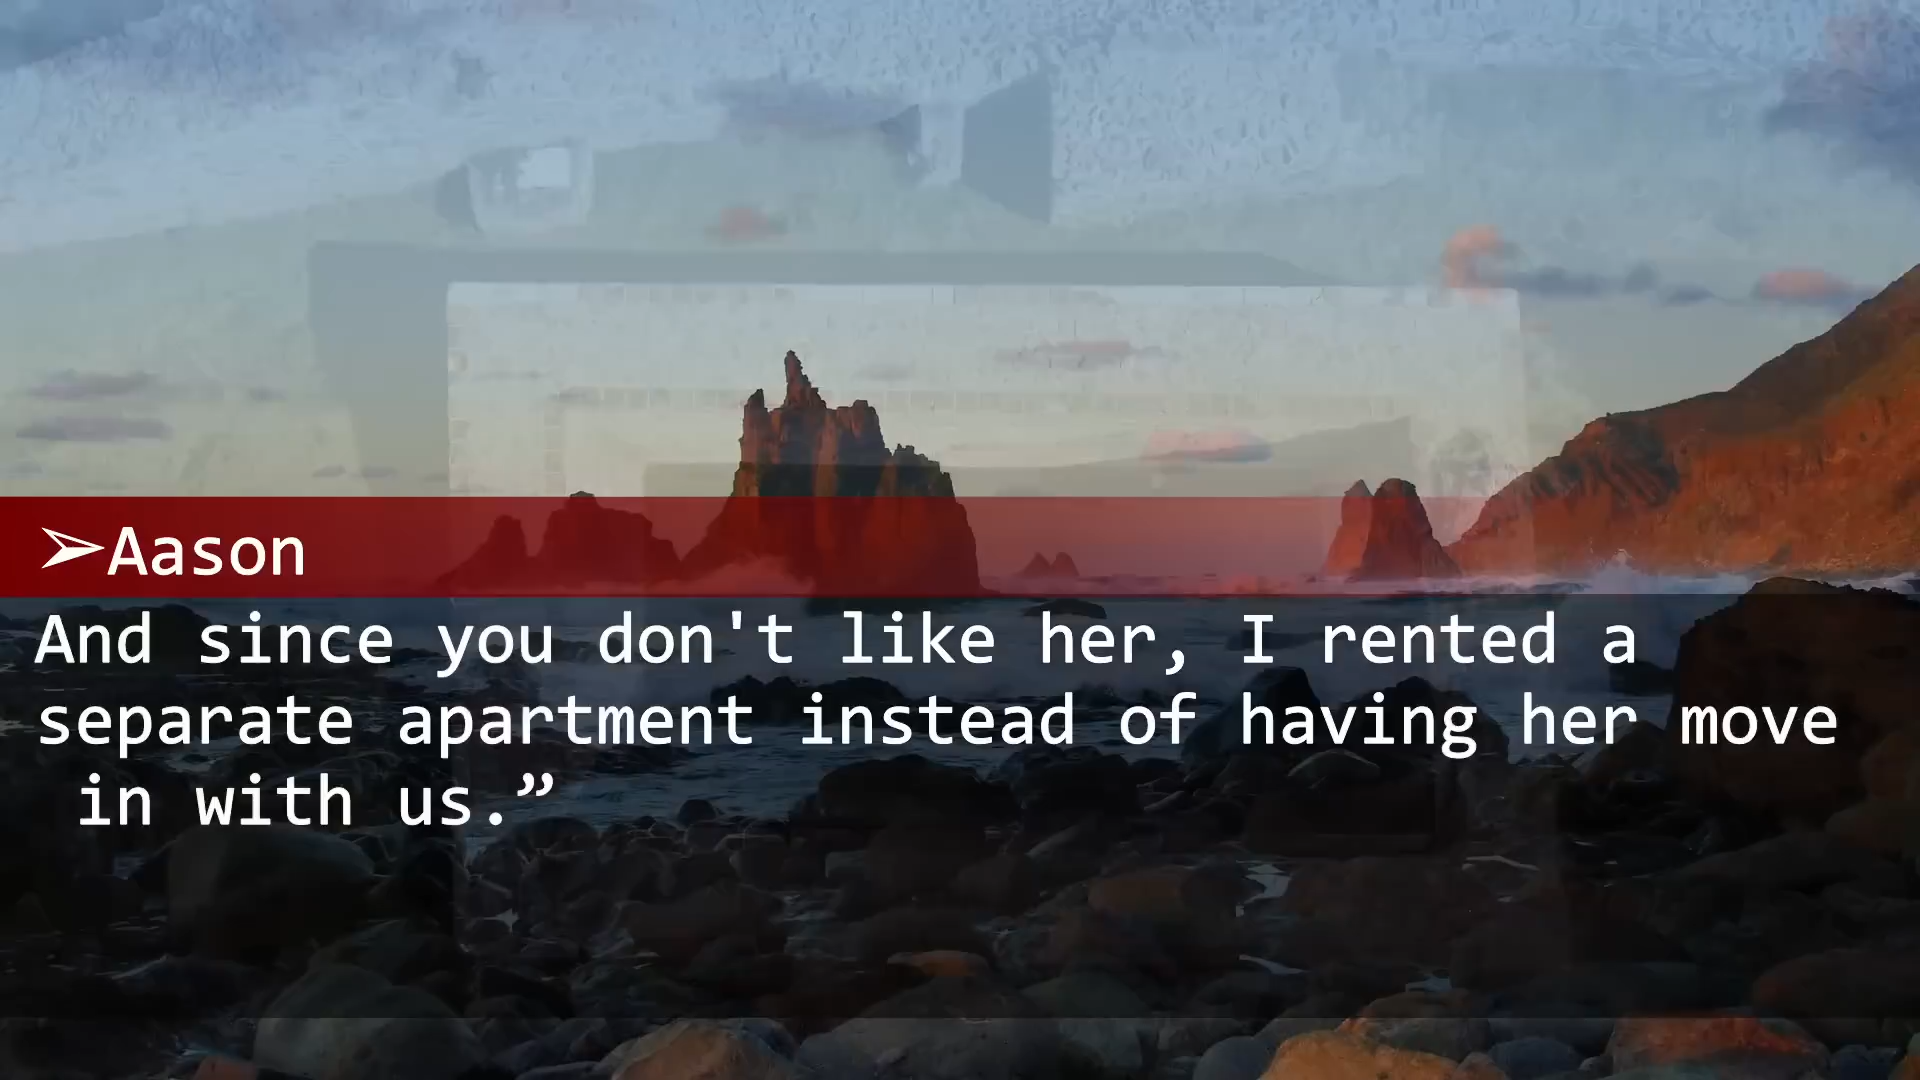 ➢Aason
And since you don't like her, I rented a
separate apartment instead of having her move
in with us.”